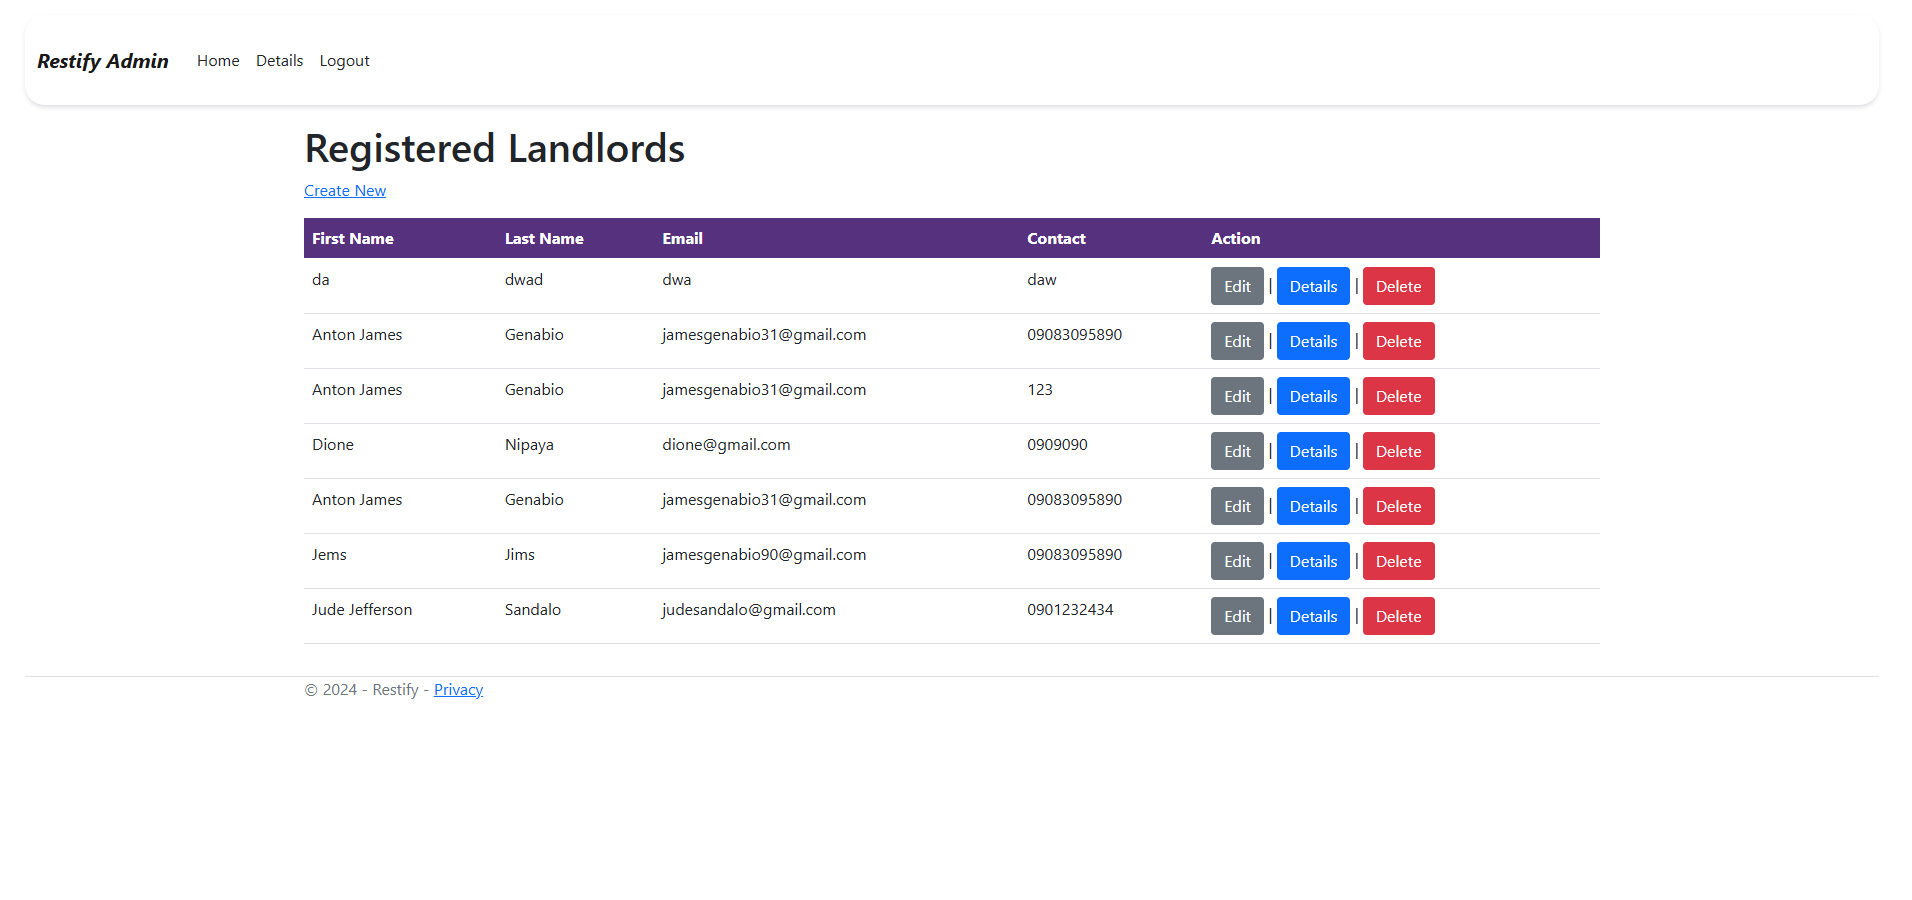 Restify Admin Home Details Logout
Registered Landlords
Create New
First Name Last Name Email Contact Action
da dwad dwa daw Edit | Details | Delete
Anton James Genabio jamesgenabio31@gmail.com 09083095890 Edit | Details | Delete
Anton James Genabio jamesgenabio31@gmail.com 123 Edit | Details | Delete
Dione Nipaya dione@gmail.com 0909090 Edit | Details | Delete
Anton James Genabio jamesgenabio31@gmail.com 09083095890 Edit | Details | Delete
Jems Jims jamesgenabio90@gmail.com 09083095890 Edit | Details | Delete
Jude Jefferson Sandalo judesandalo@gmail.com 0901232434 Edit | Details | Delete
© 2024 - Restify - Privacy